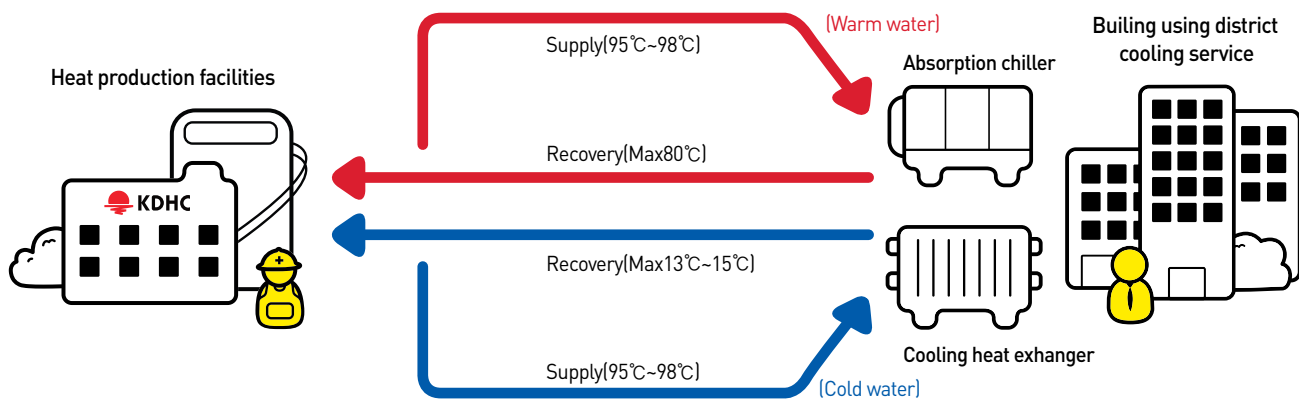 Heat production facilities
KDHC
Supply(95℃~98℃)
(Warm water)
Recovery(Max80℃)
Recovery(Max13℃~15℃)
Supply(95℃~98℃)
(Cold water)
Absorption chiller
Cooling heat exhanger
Builing using district
cooling service